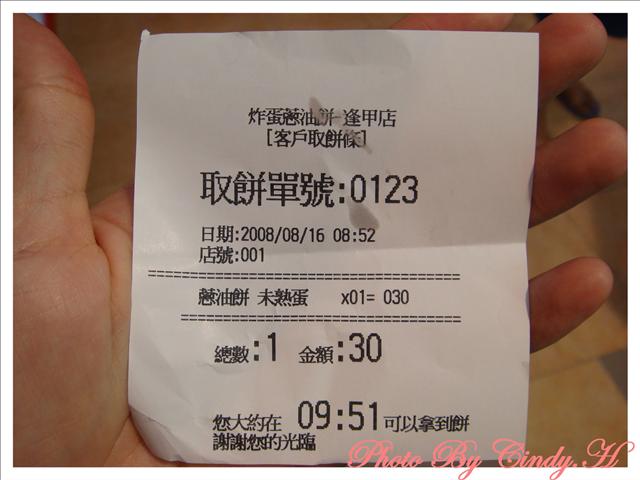 炸蛋蔥油餅-逢甲店
[客戶取餅條]
取餅單號:0123
日期:2008/08/16 08:52
店號:001
================================
蔥油餅 未熟蛋 x01= 030
================================
總數:1 金額:30
您大約在 09:51可以拿到餅
謝謝您的光臨
Photo By Cindy.H